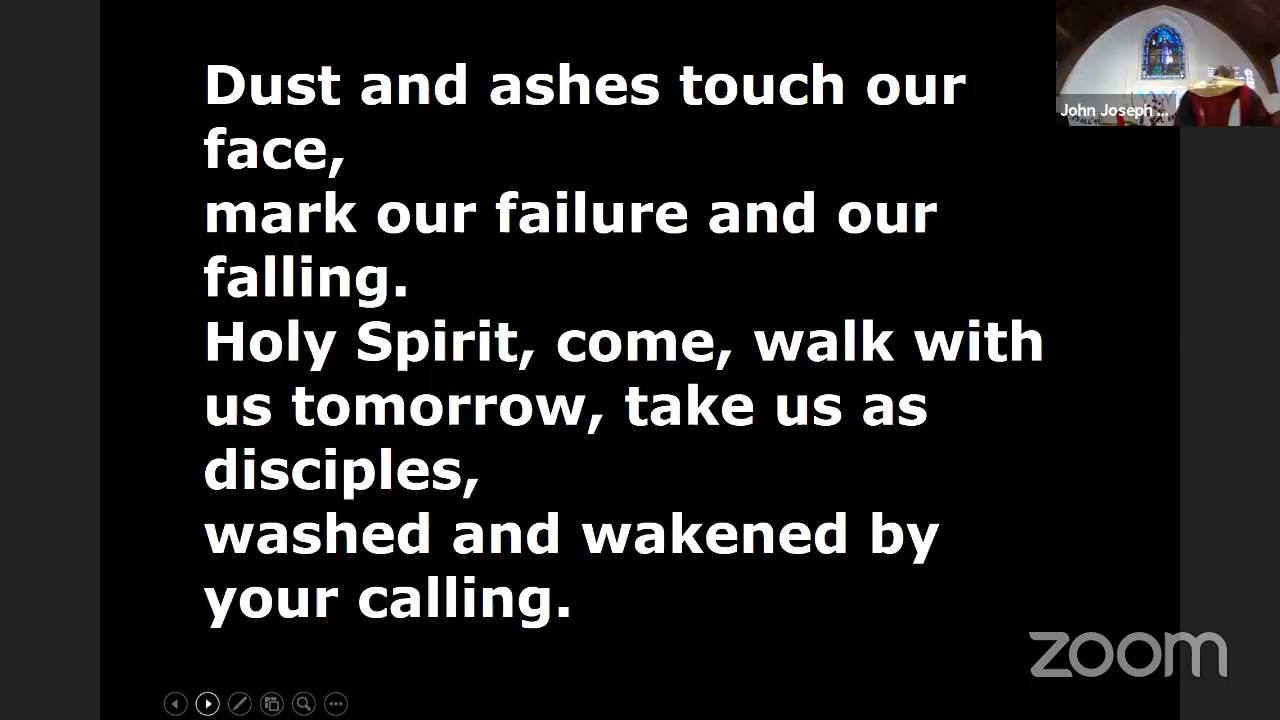 Dust and ashes touch our
face,
mark our failure and our
falling.
Holy Spirit, come, walk with
us tomorrow, take us as
disciples,
washed and wakened by
your calling.
John Joseph ...
zoom